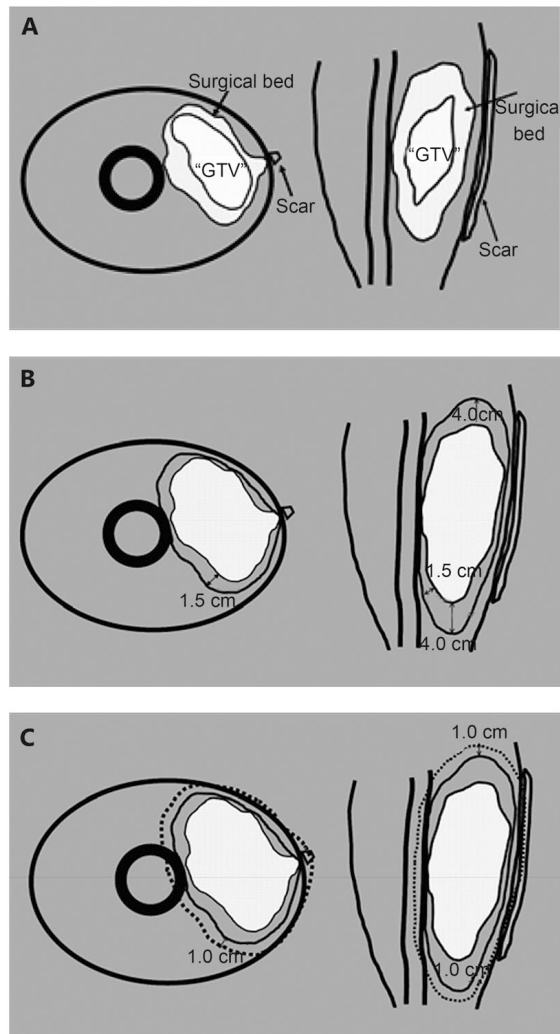 A
Surgical bed
"GTV"
Scar
Surgica
bed
"GTV"
Scar
B
1.5 cm
4.0cm
1.5 cm
4.0 cm
C
1.0 cm
1.0 cm
1.0 cm